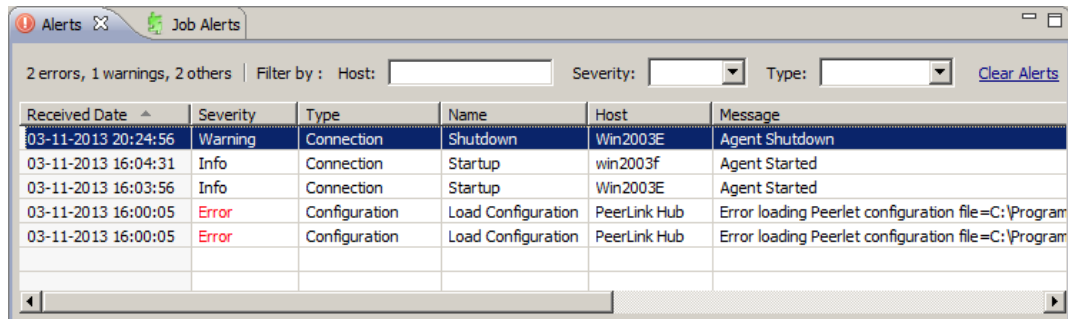 Alerts Job Alerts
2 errors, 1 warnings, 2 others Filter by : Host: Severity: Type: Clear Alerts
Received Date Severity Type Name Host Message
03-11-2013 20:24:56 Warning Connection Shutdown Win2003E Agent Shutdown
03-11-2013 16:04:31 Info Connection Startup win2003f Agent Started
03-11-2013 16:03:56 Info Connection Startup Win2003E Agent Started
03-11-2013 16:00:05 Error Configuration Load Configuration PeerLink Hub Error loading Peerlet configuration file=C:\Program
03-11-2013 16:00:05 Error Configuration Load Configuration PeerLink Hub Error loading Peerlet configuration file=C:\Program